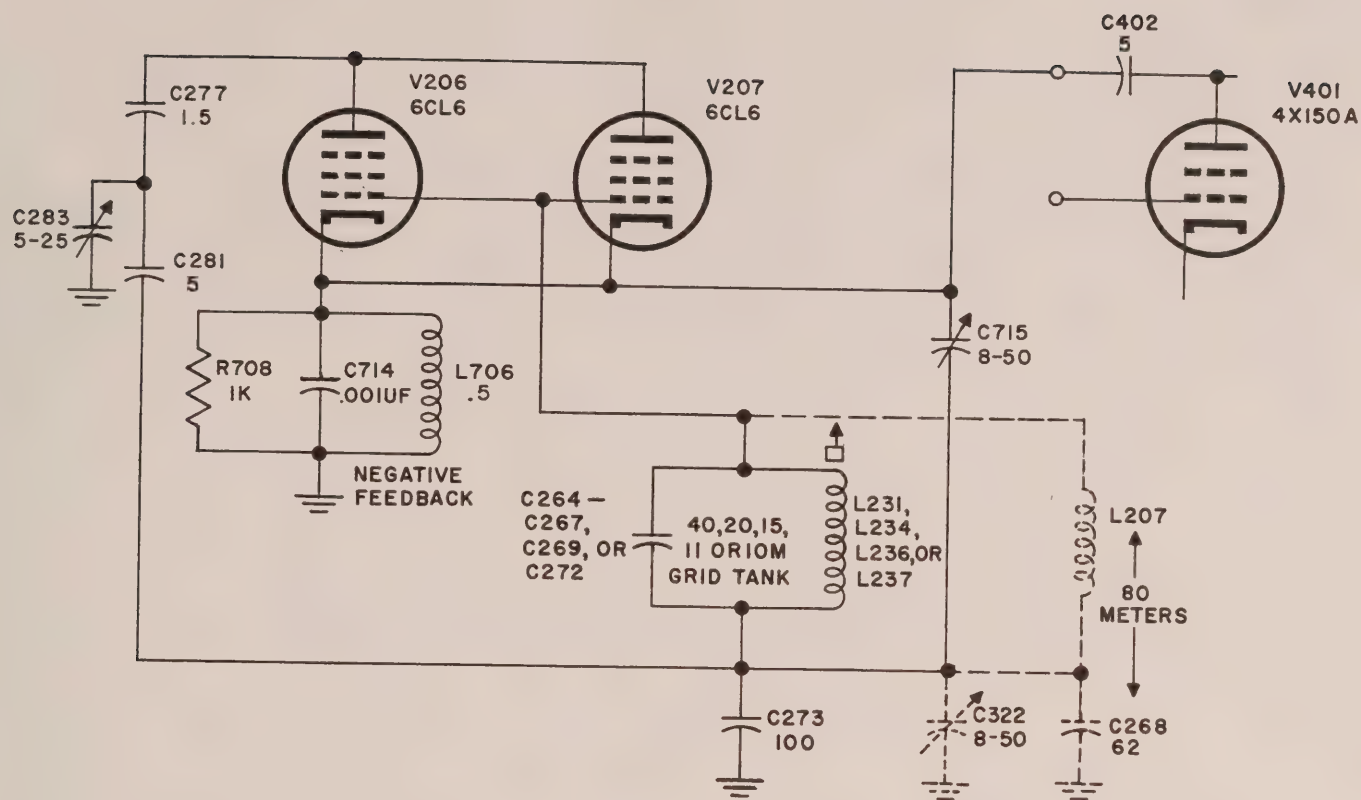 C402
5
V206
6CL6
V207
6CL6
V401
4X150A
C277
1.5
C283
5-25
C281
5
C715
8-50
R708
1K
C714
.001UF
L706
.5
NEGATIVE
FEEDBACK
C264 –
C267,
C269, OR
C272
40,20,15,
11 OR10M
GRID TANK
L231,
L234,
L236,OR
L237
L207
80
METERS
C273
100
C322
8-50
C268
62